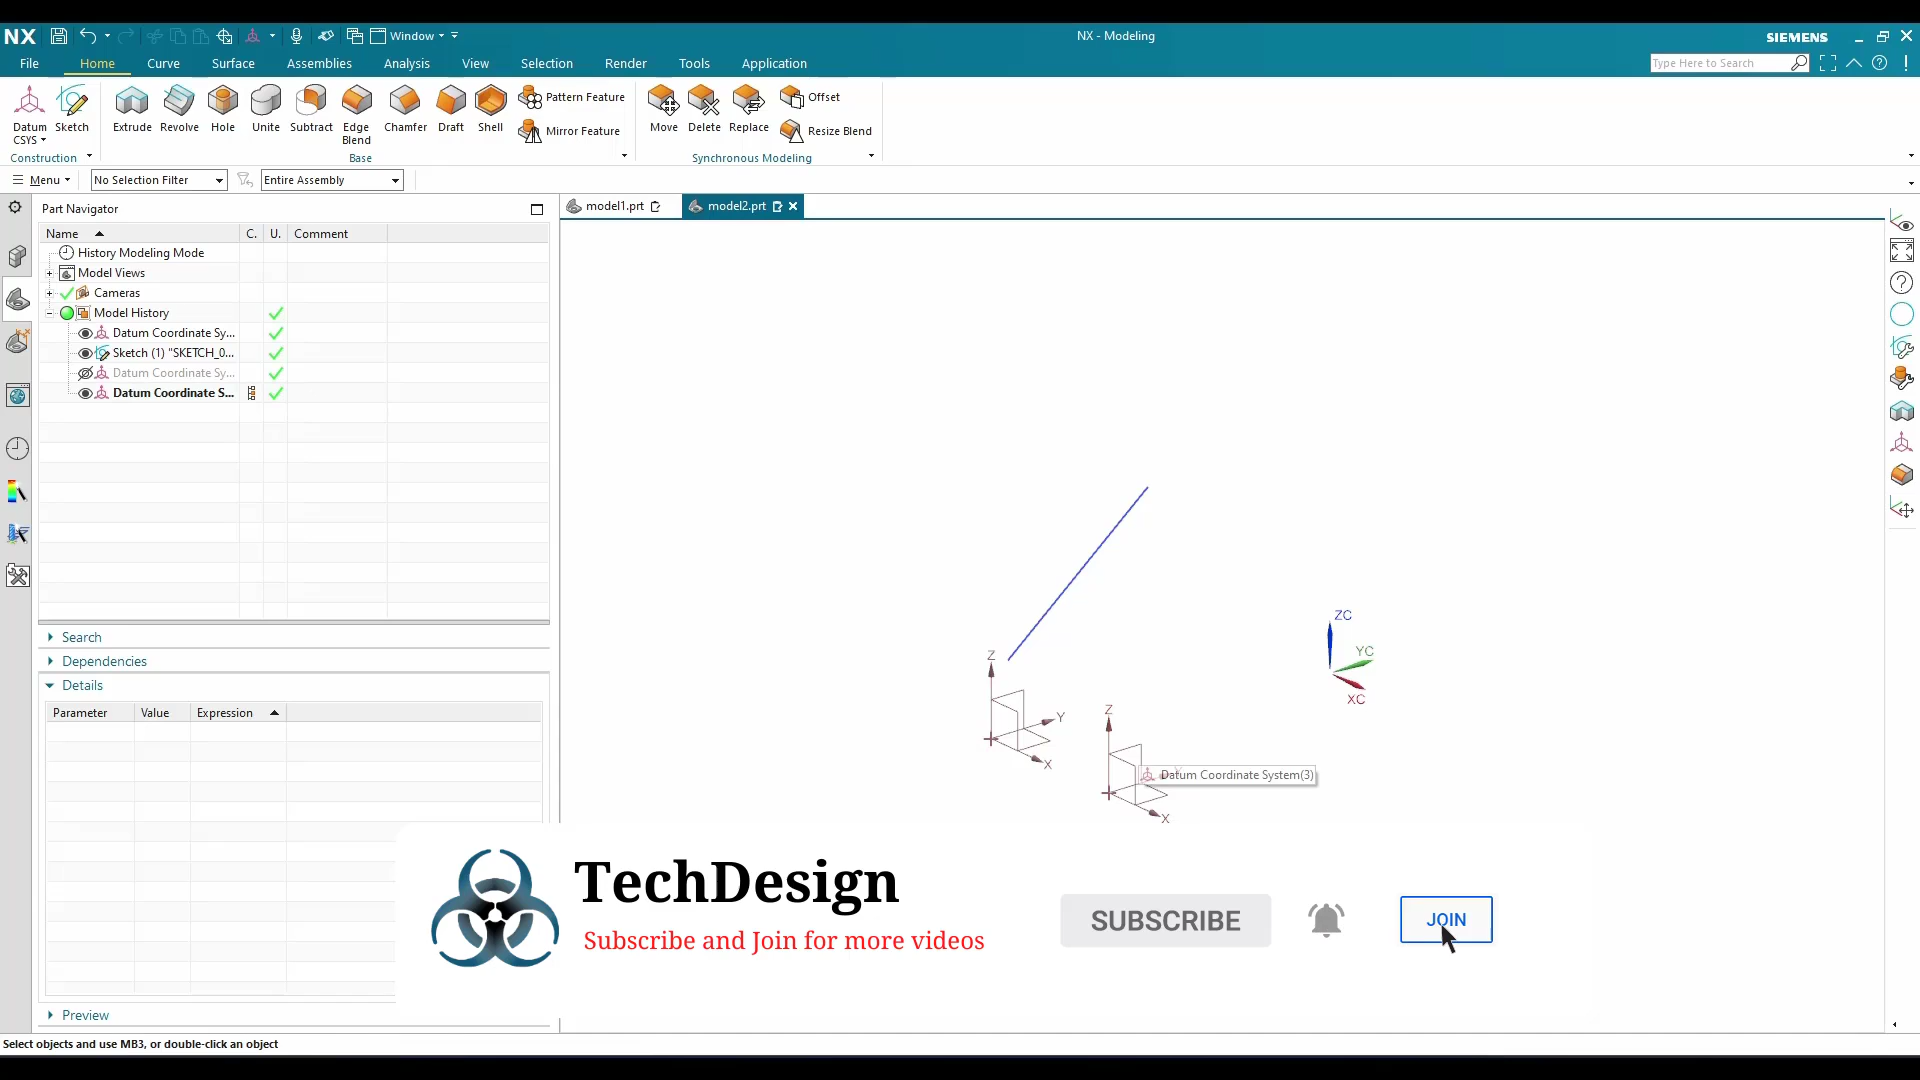 NX
Window
NX - Modeling
SIEMENS
File
Home
Curve
Surface
Assemblies
Analysis
View
Selection
Render
Tools
Application
Type Here to Search
Datum CSYS
Sketch
Extrude
Revolve
Hole
Unite
Subtract
Edge Blend
Chamfer
Draft
Shell
Pattern Feature
Mirror Feature
Move
Delete
Replace
Offset
Resize Blend
Construction
Base
Synchronous Modeling
Menu
No Selection Filter
Entire Assembly
Part Navigator
model1.prt
model2.prt
Name
C.
U.
Comment
History Modeling Mode
Model Views
Cameras
Model History
Datum Coordinate Sy...
Sketch (1) "SKETCH_0...
Datum Coordinate Sy...
Datum Coordinate S...
Search
Dependencies
Details
Parameter
Value
Expression
Preview
ZC
YC
XC
Z
Y
X
Z
X
Datum Coordinate System(3)
TechDesign
Subscribe and Join for more videos
SUBSCRIBE
JOIN
Select objects and use MB3, or double-click an object